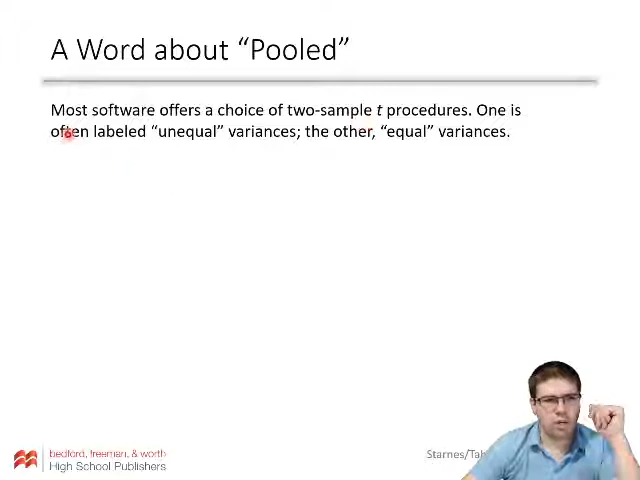 A Word about “Pooled”
Most software offers a choice of two-sample t procedures. One is
often labeled “unequal” variances; the other, “equal” variances.
bedford, freeman, & worth
High School Publishers
Starnes/